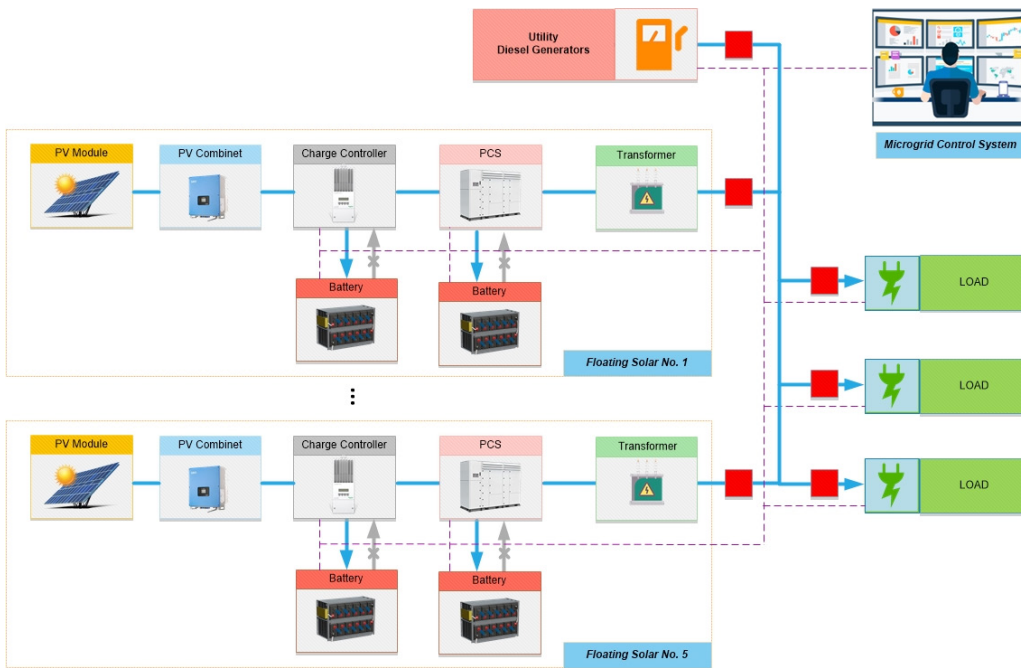 Utility
Diesel Generators
Microgrid Control System
PV Module
PV Combinet
Charge Controller
PCS
Transformer
Battery
Battery
Floating Solar No. 1
LOAD
LOAD
LOAD
PV Module
PV Combinet
Charge Controller
PCS
Transformer
Battery
Battery
Floating Solar No. 5